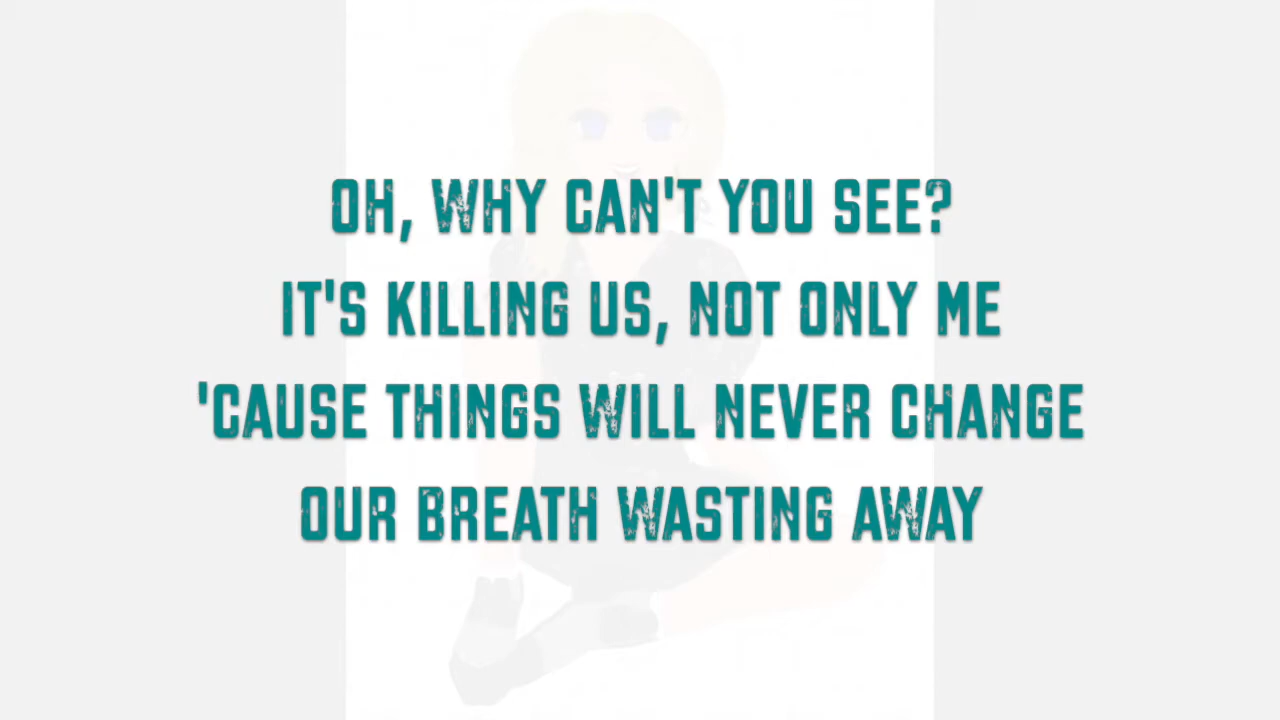 OH, WHY CAN'T YOU SEE?
IT'S KILLING US, NOT ONLY ME
'CAUSE THINGS WILL NEVER CHANGE
OUR BREATH WASTING AWAY